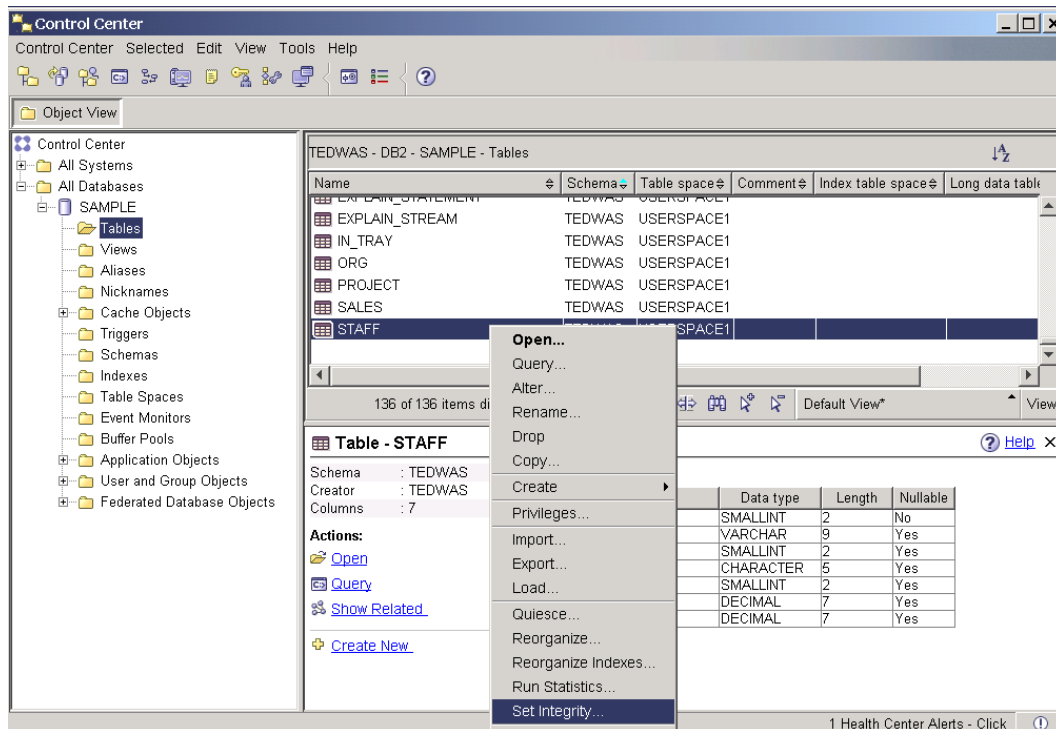 Control Center
Control Center Selected Edit View Tools Help
Object View
Control Center
All Systems
All Databases
SAMPLE
Tables
Views
Aliases
Nicknames
Cache Objects
Triggers
Schemas
Indexes
Table Spaces
Event Monitors
Buffer Pools
Application Objects
User and Group Objects
Federated Database Objects
TEDWAS - DB2 - SAMPLE - Tables
Name Schema Table space Comment Index table space Long data table
EXPLAIN_STATEMENT TEDWAS USERSPACE1
EXPLAIN_STREAM TEDWAS USERSPACE1
IN_TRAY TEDWAS USERSPACE1
ORG TEDWAS USERSPACE1
PROJECT TEDWAS USERSPACE1
SALES TEDWAS USERSPACE1
STAFF TEDWAS USERSPACE1
136 of 136 items di
Default View*
View
Open...
Query...
Alter...
Rename...
Drop
Copy...
Create
Privileges...
Import...
Export...
Load...
Quiesce...
Reorganize...
Reorganize Indexes...
Run Statistics...
Set Integrity...
Table - STAFF
Help
Schema : TEDWAS
Creator : TEDWAS
Columns : 7
Actions:
Open
Query
Show Related
Create New
Data type Length Nullable
SMALLINT 2 No
VARCHAR 9 Yes
SMALLINT 2 Yes
CHARACTER 5 Yes
SMALLINT 2 Yes
DECIMAL 7 Yes
DECIMAL 7 Yes
1 Health Center Alerts - Click